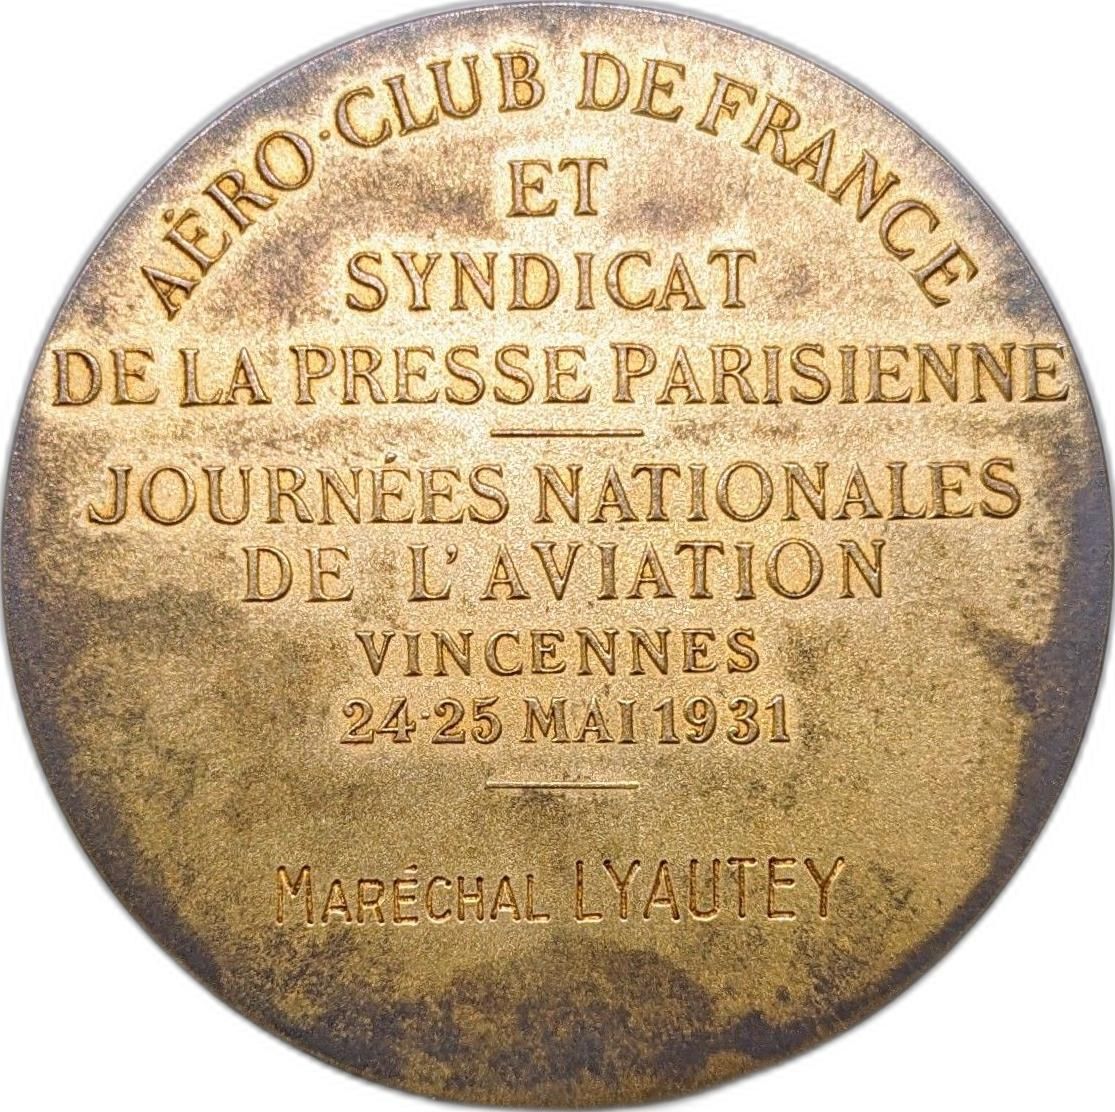 AÉRO·CLUB DE FRANCE
ET
SYNDICAT
DE LA PRESSE PARISIENNE
JOURNÉES NATIONALES
DE L'AVIATION
VINCENNES
24·25 MAI 1931
MARÉCHAL LYAUTEY